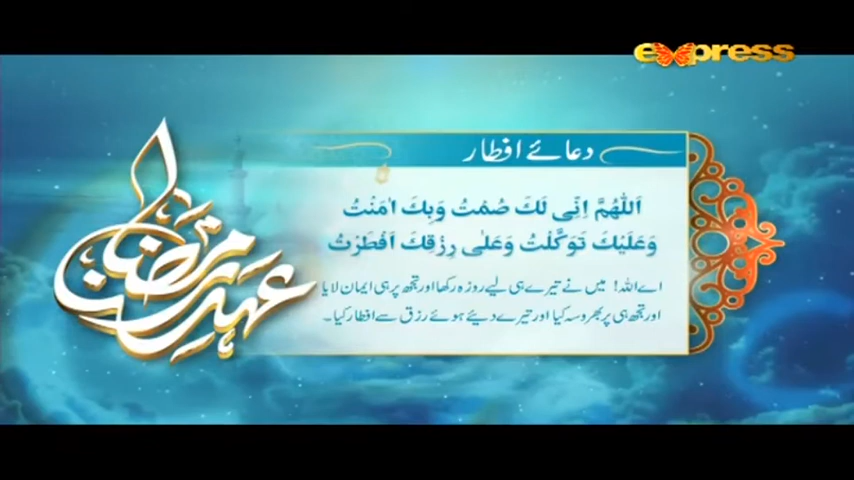 express
دعائے افطار
اَللّٰهُمَّ اِنِّی لَکَ صُمْتُ وَبِکَ اٰمَنْتُ
وَعَلَیْکَ تَوَکَّلْتُ وَعَلٰی رِزْقِکَ اَفْطَرْتُ
اے اللہ! میں نے تیرے ہی لیے روزہ رکھا اور تجھ پر ہی ایمان لایا
اور تجھ ہی پر بھروسہ کیا اور تیرے دیئے ہوئے رزق سے افطار کیا۔
عہد رمضان